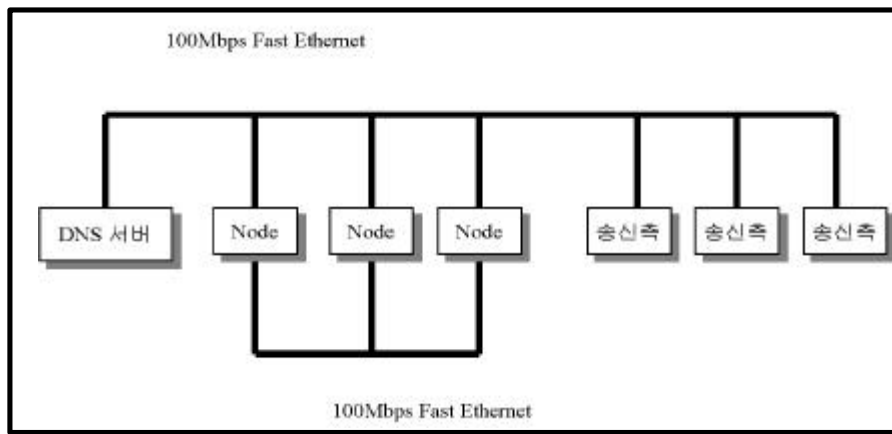 100Mbps Fast Ethernet
DNS 서버
Node
Node
Node
송신측
송신측
송신측
100Mbps Fast Ethernet